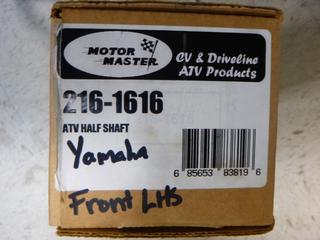 MOTOR
MASTER
CV & Driveline
ATV Products
216-1616
ATV HALF SHAFT
Yamaha
6 85653 83819 6
Front LHs